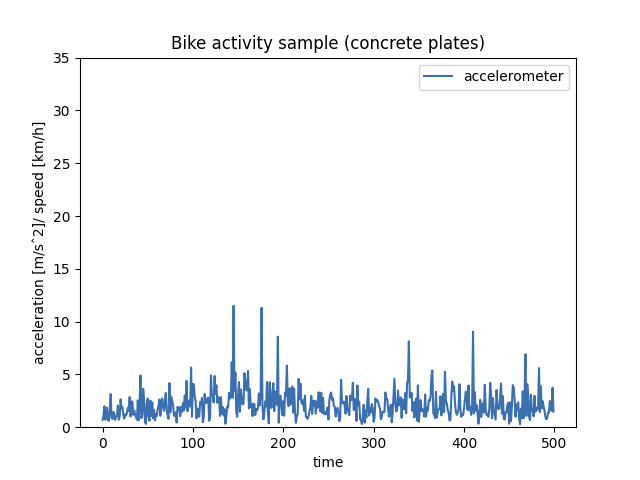 Bike activity sample (concrete plates)
accelerometer
acceleration [m/sˆ2]/ speed [km/h]
35
30
25
20
15
10
5
0
0 100 200 300 400 500
time